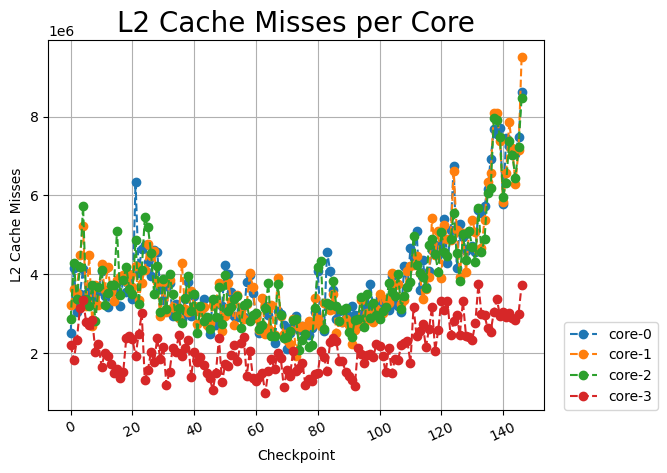 L2 Cache Misses per Core
1e6
8
6
4
2
L2 Cache Misses
0
20
40
60
80
100
120
140
Checkpoint
core-0
core-1
core-2
core-3